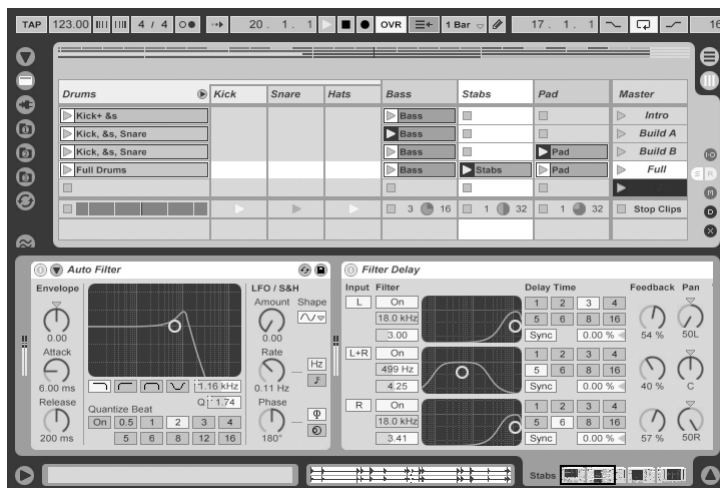 TAP 123.00 4 / 4 20 . 1 . 1 OVR 1 Bar 17 . 1 . 1 16
Drums Kick Snare Hats Bass Stabs Pad Master
Kick+ &s Bass Intro
Kick, &s, Snare Bass Build A
Kick, &s, Snare Bass Pad Build B
Full Drums Bass Stabs Pad Full
3 16 1 32 1 32 Stop Clips
I·O
S R
M
D
X
Auto Filter
Envelope LFO / S&H
Amount Shape
0.00 0.00
Attack Rate
Hz
6.00 ms 1.16 kHz 0.11 Hz
Release Q 1.74 Phase
Quantize Beat
On 0.5 1 2 3 4
200 ms 5 6 8 12 16 180° Φ
Filter Delay
Input Filter Delay Time Feedback Pan
L On 1 2 3 4
18.0 kHz 5 6 8 16
3.00 Sync 0.00 % 54 % 50L
L+R On 1 2 3 4
499 Hz 5 6 8 16
4.25 Sync 0.00 % 40 % C
R On 1 2 3 4
18.0 kHz 5 6 8 16
3.41 Sync 0.00 % 57 % 50R
Stabs